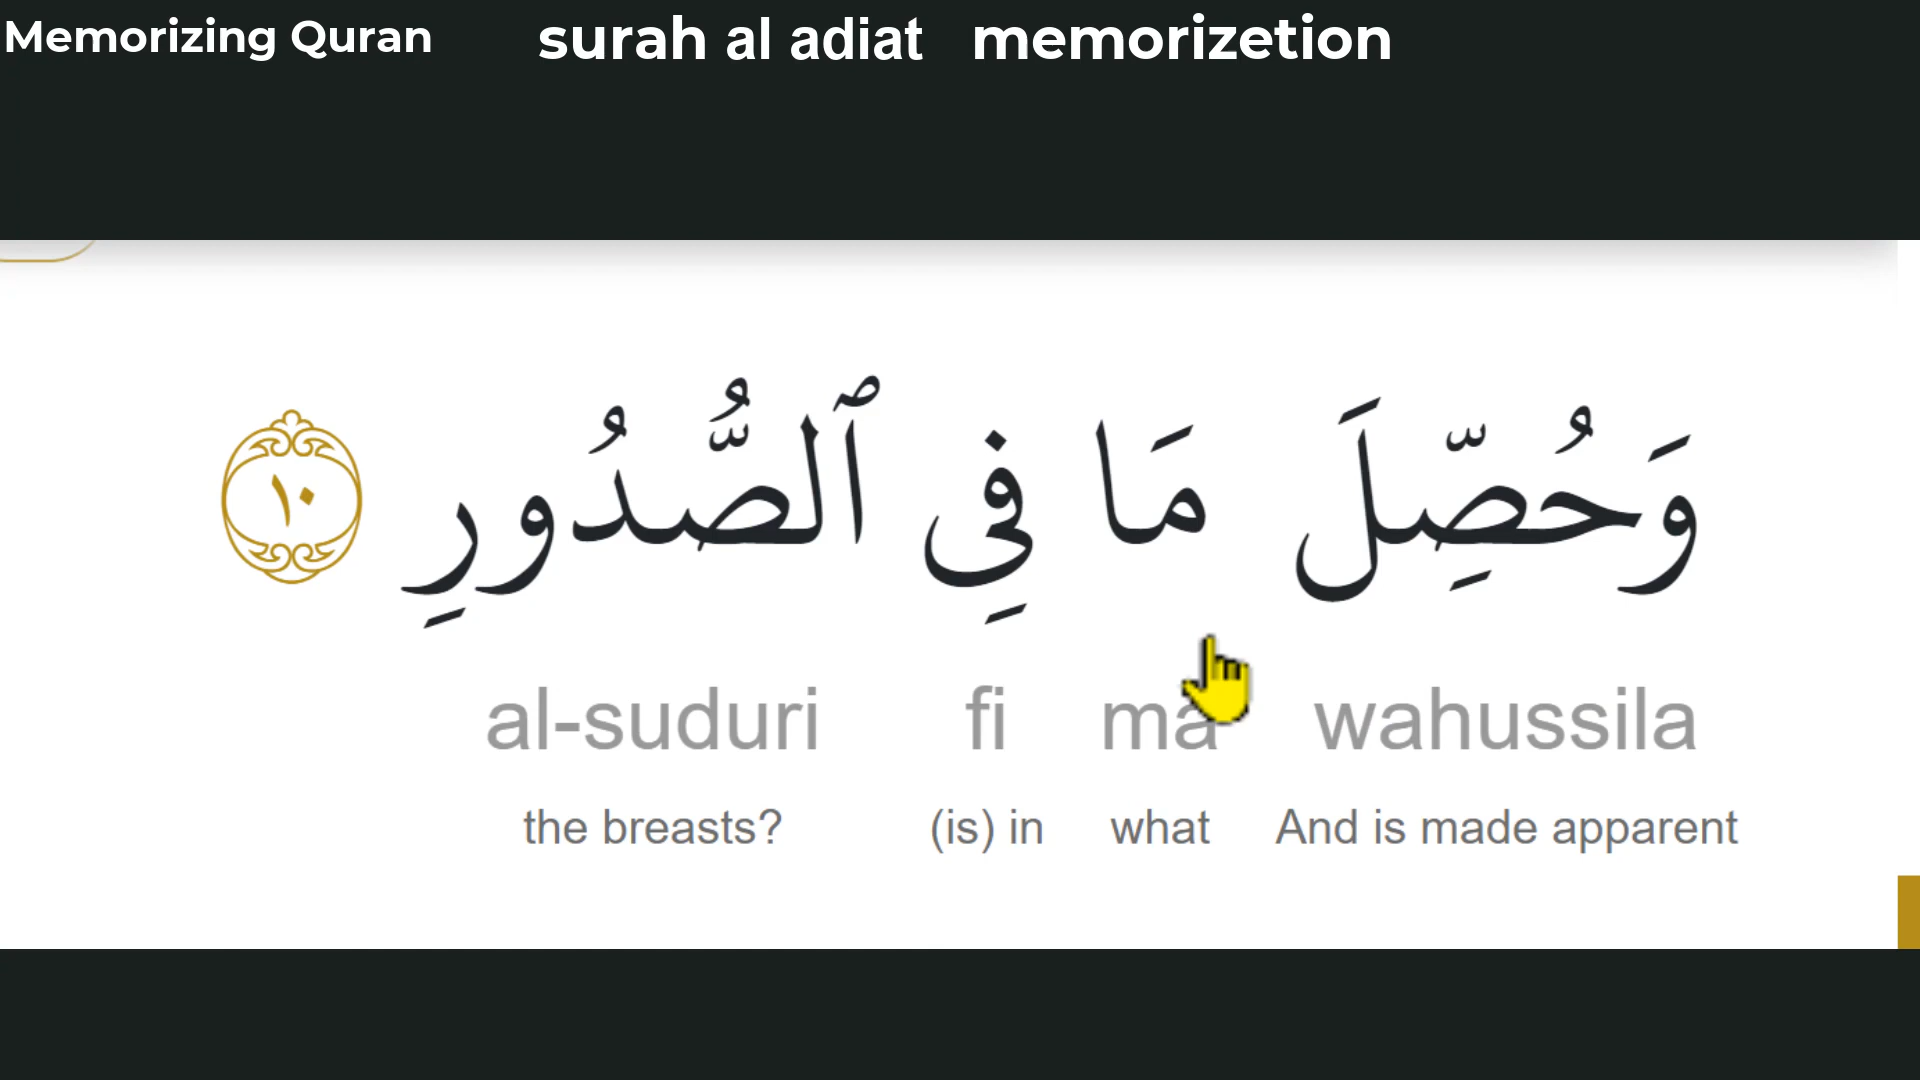 Memorizing Quran surah al adiat memorizetion
وَحُصِّلَ مَا فِي ٱلصُّدُورِ ١٠
al-suduri fi ma wahussila
the breasts? (is) in what And is made apparent